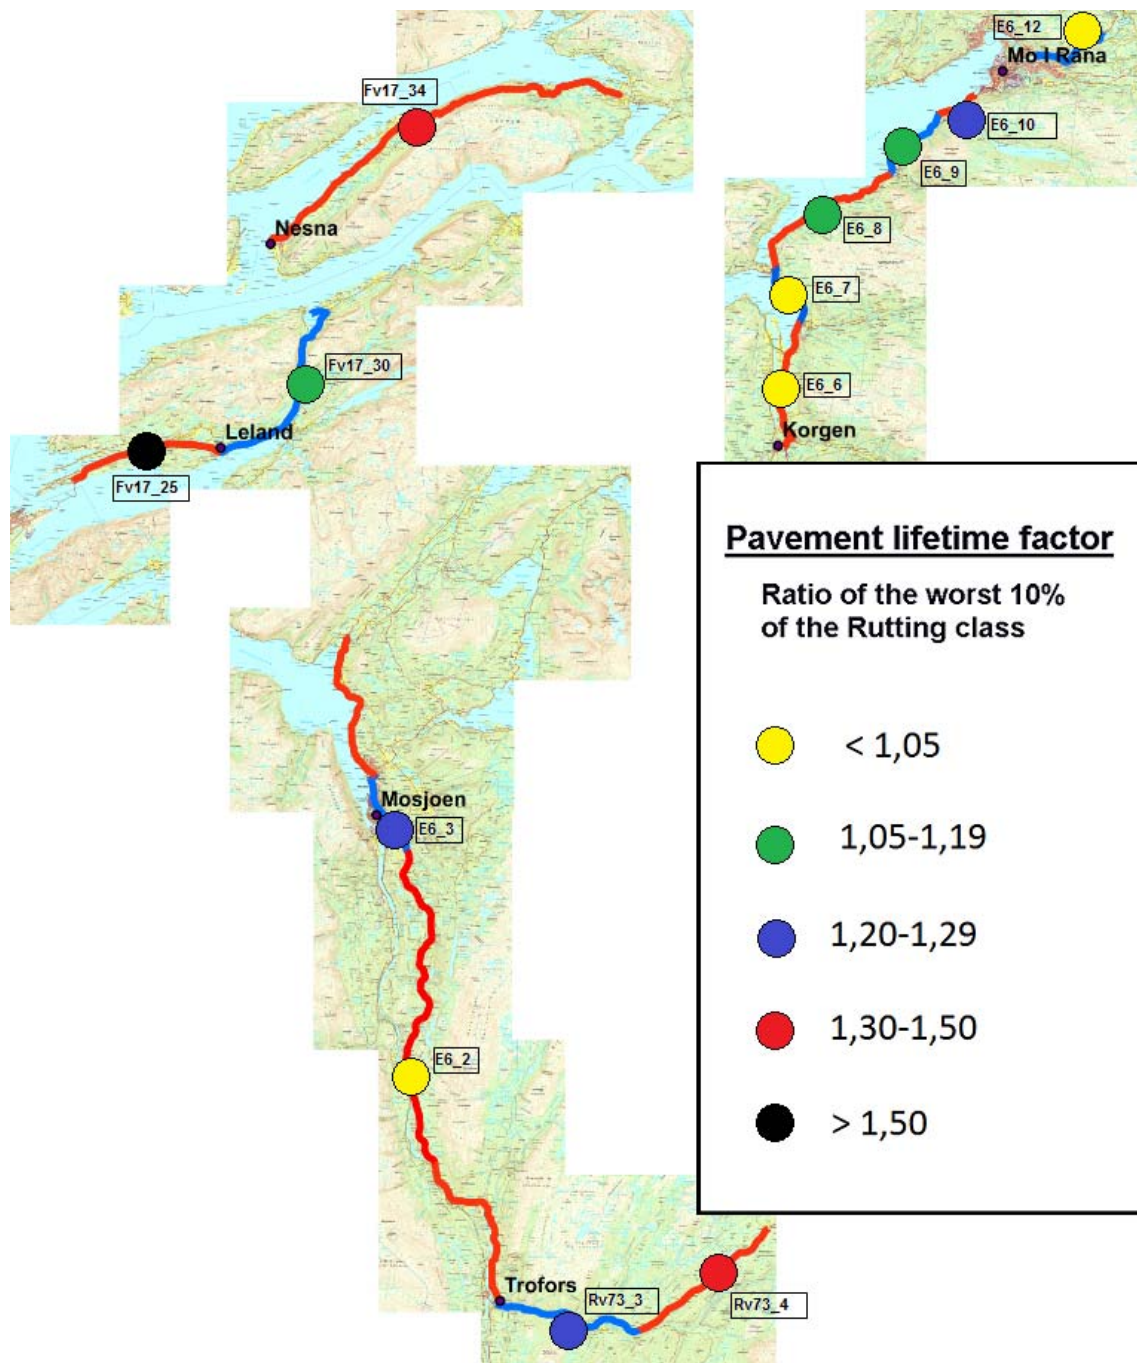 E6_12
Mo I Rana
Fv17_34
E6_10
E6_9
Nesna
E6_8
E6_7
Fv17_30
E6_6
Leland
Korgen
Fv17_25
Pavement lifetime factor
Ratio of the worst 10%
of the Rutting class
< 1,05
Mosjoen
E6_3
1,05-1,19
1,20-1,29
1,30-1,50
E6_2
> 1,50
Trofors
Rv73_3
Rv73_4